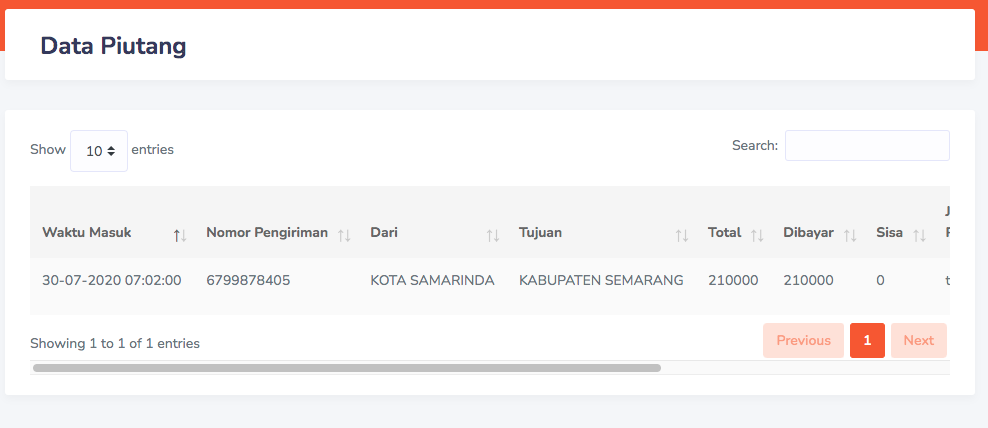 Data Piutang
Show 10 entries
Search:
Waktu Masuk Nomor Pengiriman Dari Tujuan Total Dibayar Sisa
30-07-2020 07:02:00 6799878405 KOTA SAMARINDA KABUPATEN SEMARANG 210000 210000 0
Showing 1 to 1 of 1 entries
Previous 1 Next